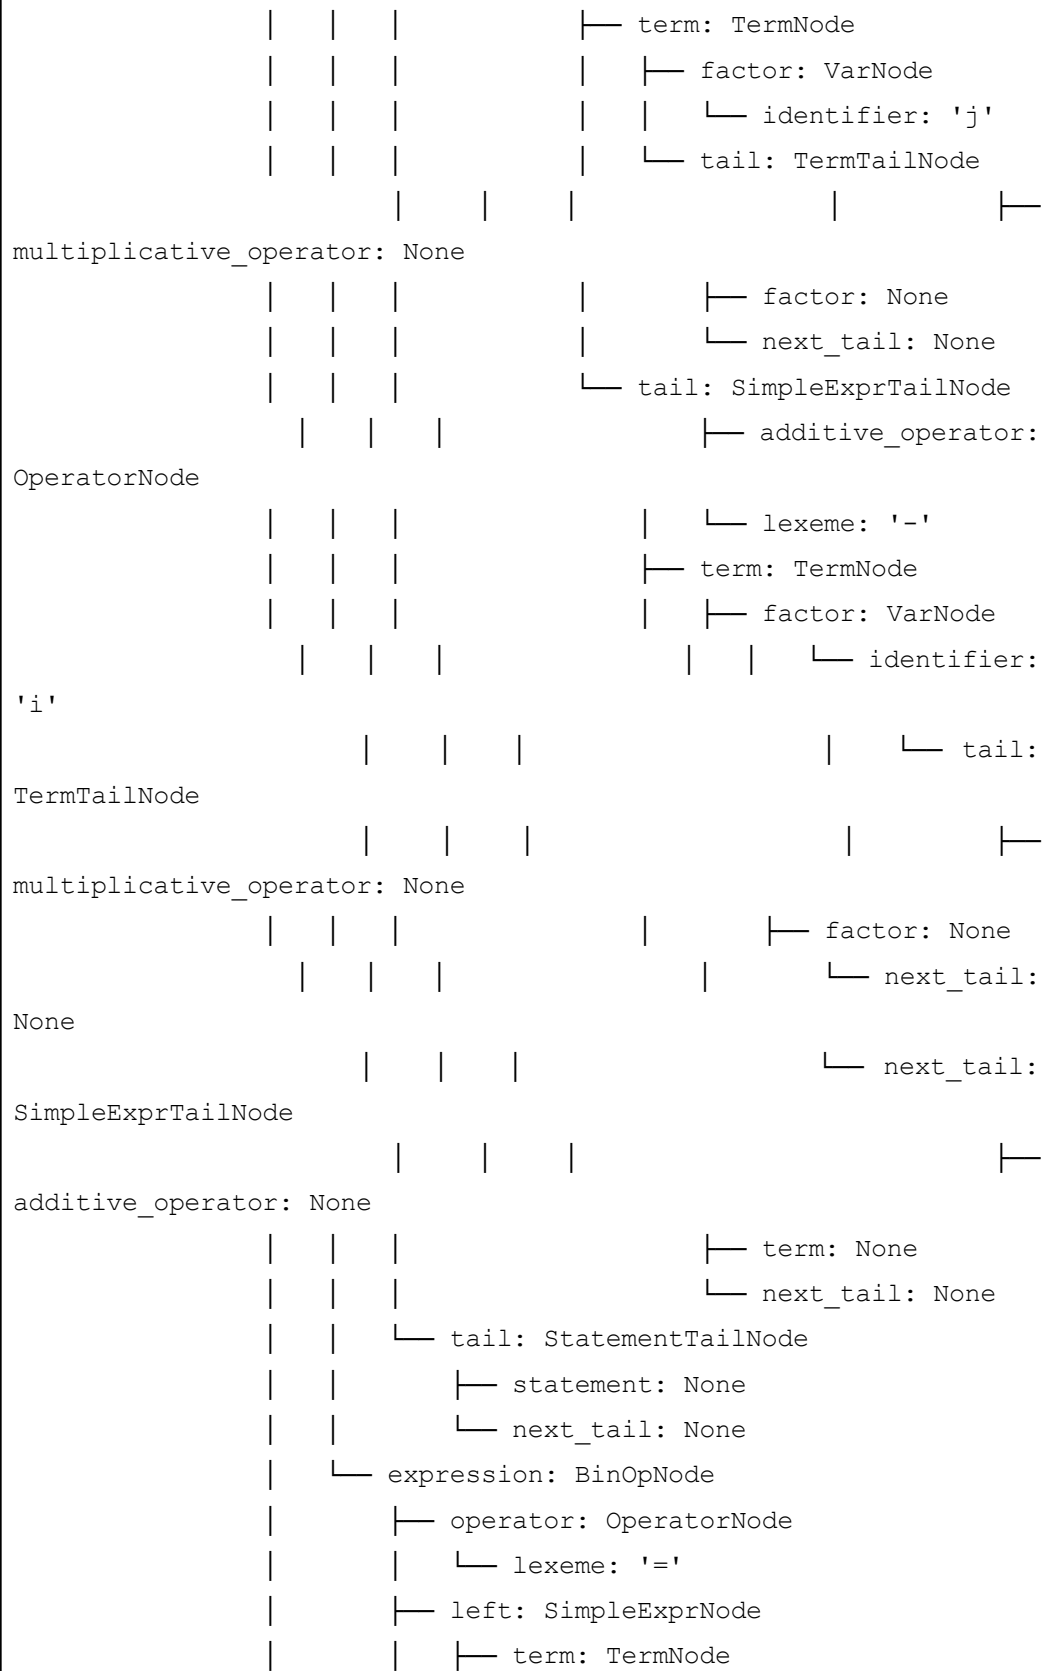 │   │   │           ├── term: TermNode
│   │   │           │   ├── factor: VarNode
│   │   │           │   │   └── identifier: 'j'
│   │   │           │   └── tail: TermTailNode
│   │   │           │       ├──
multiplicative_operator: None
│   │   │           │       ├── factor: None
│   │   │           │       └── next_tail: None
│   │   │           └── tail: SimpleExprTailNode
│   │   │               ├── additive_operator:
OperatorNode
│   │   │               │   └── lexeme: '-'
│   │   │               ├── term: TermNode
│   │   │               │   ├── factor: VarNode
│   │   │               │   │   └── identifier:
'i'
│   │   │               │   └── tail:
TermTailNode
│   │   │               │       ├──
multiplicative_operator: None
│   │   │               │       ├── factor: None
│   │   │               │       └── next_tail:
None
│   │   │               └── next_tail:
SimpleExprTailNode
│   │   │                   ├──
additive_operator: None
│   │   │                   ├── term: None
│   │   │                   └── next_tail: None
│   │   └── tail: StatementTailNode
│   │       ├── statement: None
│   │       └── next_tail: None
│   └── expression: BinOpNode
│       ├── operator: OperatorNode
│       │   └── lexeme: '='
│       ├── left: SimpleExprNode
│       │   ├── term: TermNode